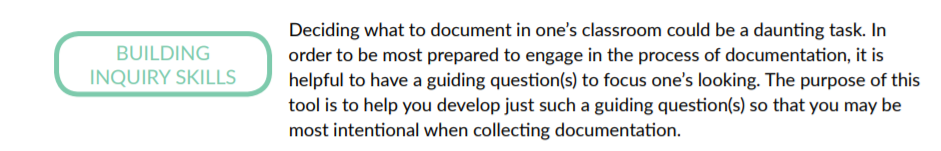 BUILDING
INQUIRY SKILLS
Deciding what to document in one's classroom could be a daunting task. In
order to be most prepared to engage in the process of documentation, it is
helpful to have a guiding question(s) to focus one's looking. The purpose of this
tool is to help you develop just such a guiding question(s) so that you may be
most intentional when collecting documentation.